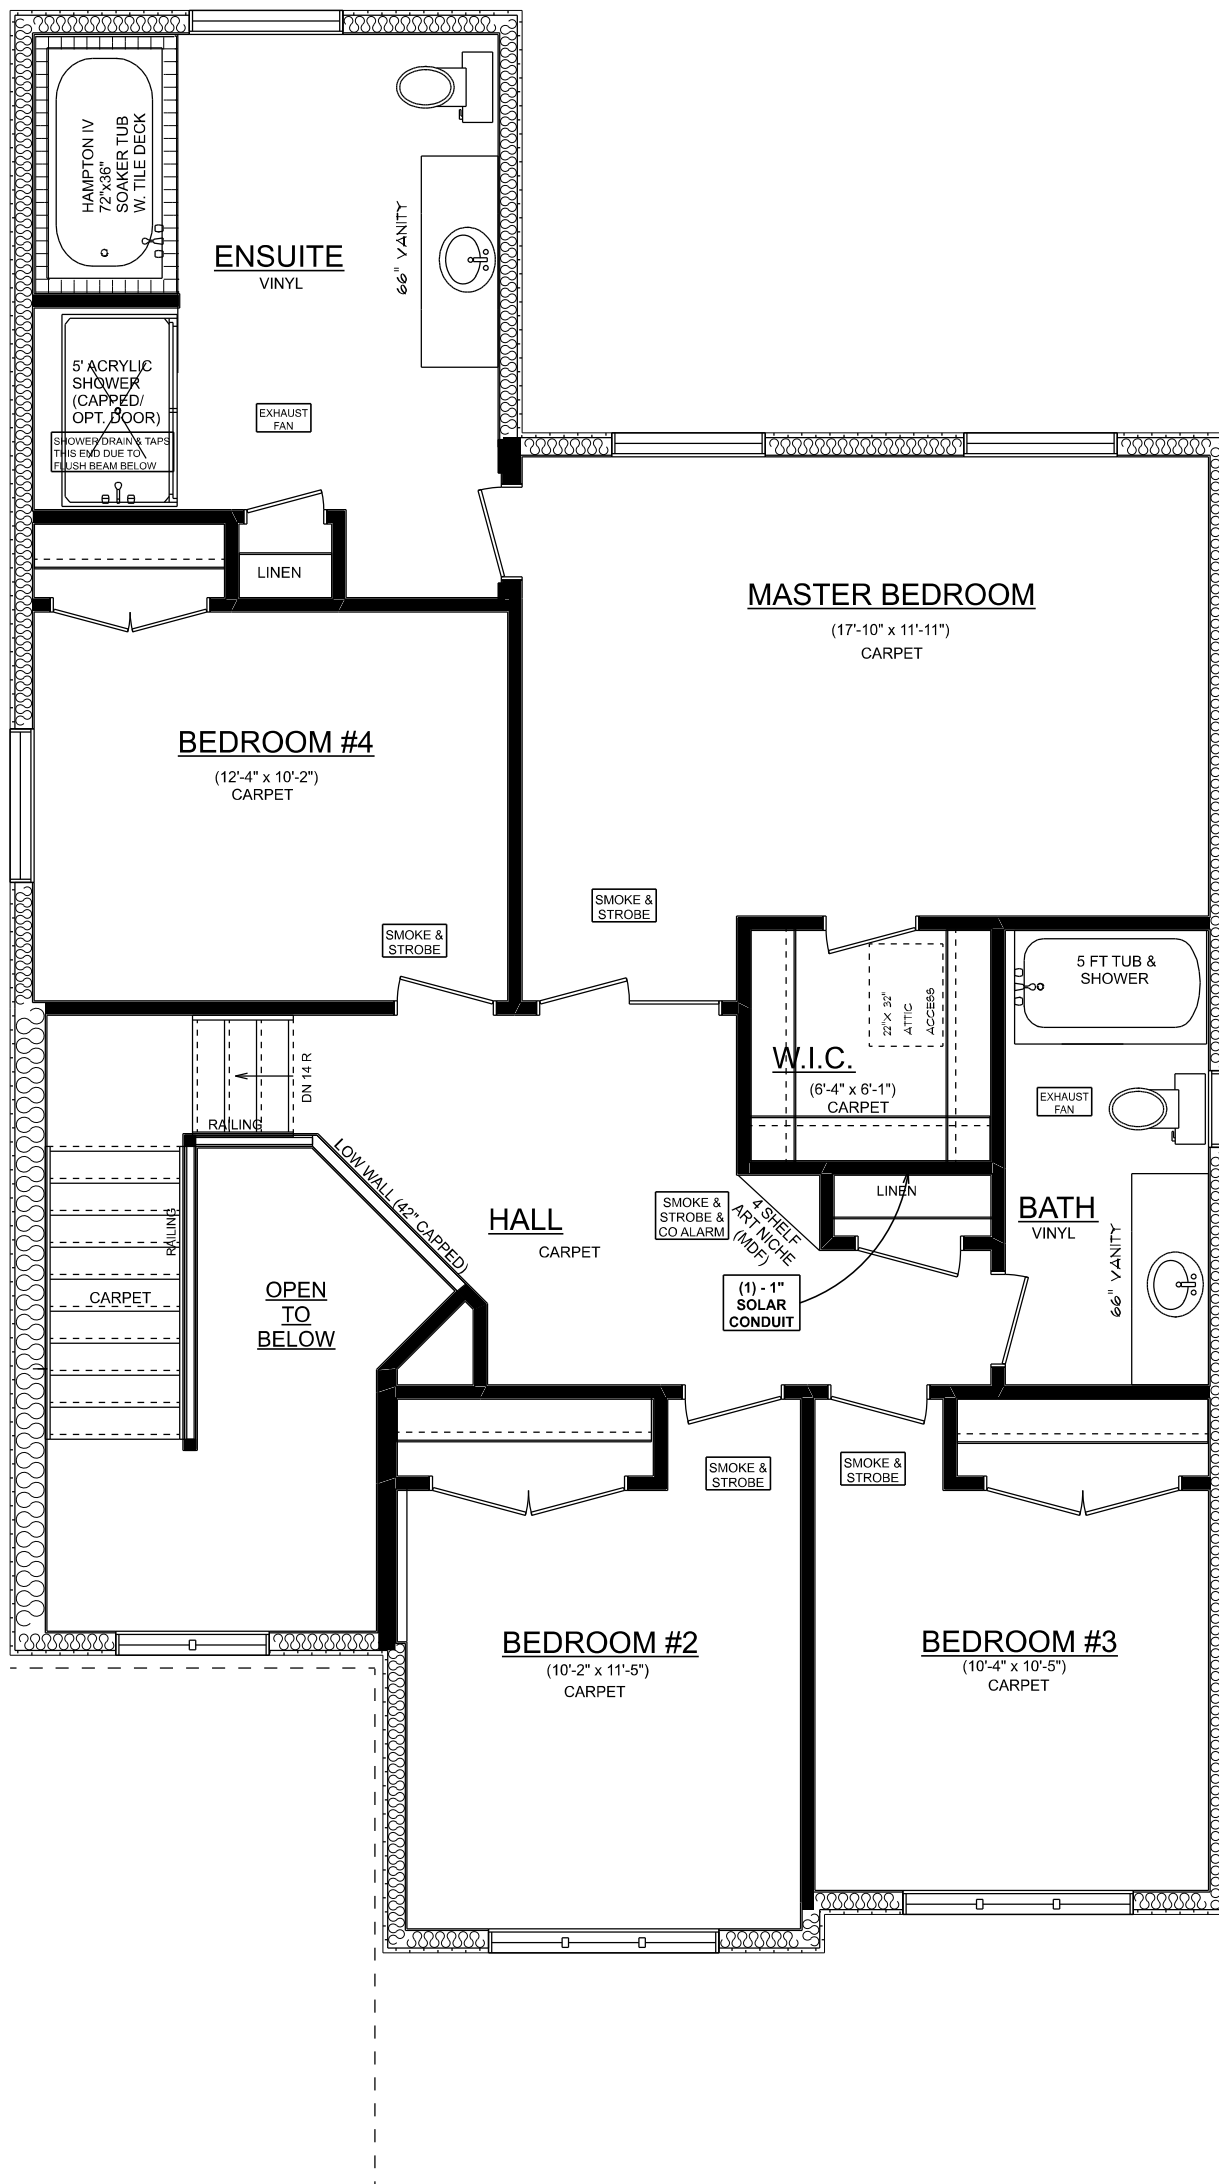 HAMPTON IV
72"x36"
SOAKER TUB
W. TILE DECK
ENSUITE
VINYL
66" VANITY
5' ACRYLIC
SHOWER
(CAPPED/
OPT. DOOR)
SHOWER DRAIN & TAPS
THIS END DUE TO
FLUSH BEAM BELOW
EXHAUST
FAN
LINEN
MASTER BEDROOM
(17'-10" x 11'-11")
CARPET
BEDROOM #4
(12'-4" x 10'-2")
CARPET
SMOKE &
STROBE
SMOKE &
STROBE
5 FT TUB &
SHOWER
22"X 32"
ATTIC
ACCESS
W.I.C.
(6'-4" x 6'-1")
CARPET
EXHAUST
FAN
DN 14 R
RAILING
LOW WALL (42" CAPPED)
RAILING
CARPET
OPEN
TO
BELOW
HALL
CARPET
SMOKE &
STROBE &
CO ALARM
4 SHELF
ART NICHE
(MDF)
LINEN
BATH
VINYL
66" VANITY
(1) - 1"
SOLAR
CONDUIT
SMOKE &
STROBE
SMOKE &
STROBE
BEDROOM #2
(10'-2" x 11'-5")
CARPET
BEDROOM #3
(10'-4" x 10'-5")
CARPET